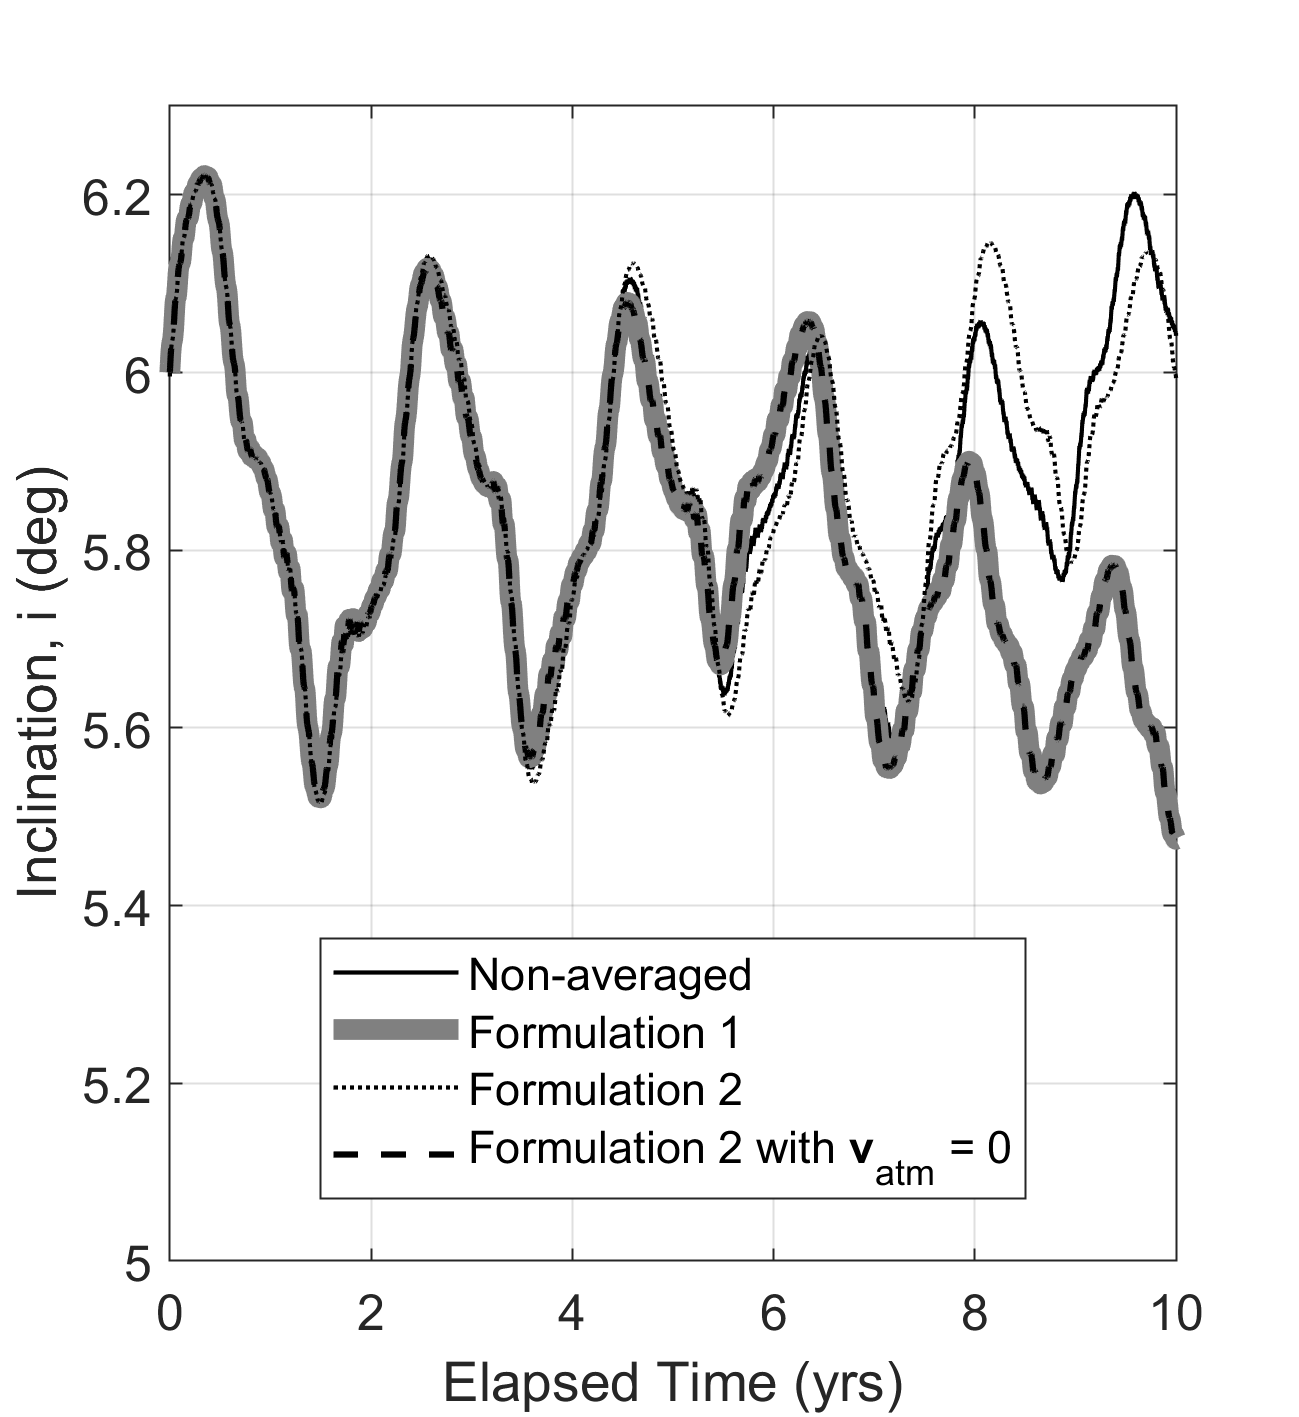 6.2
6
5.8
5.6
5.4
5.2
5
Inclination, i (deg)
Non-averaged
Formulation 1
Formulation 2
Formulation 2 with v_atm = 0
0 2 4 6 8 10
Elapsed Time (yrs)